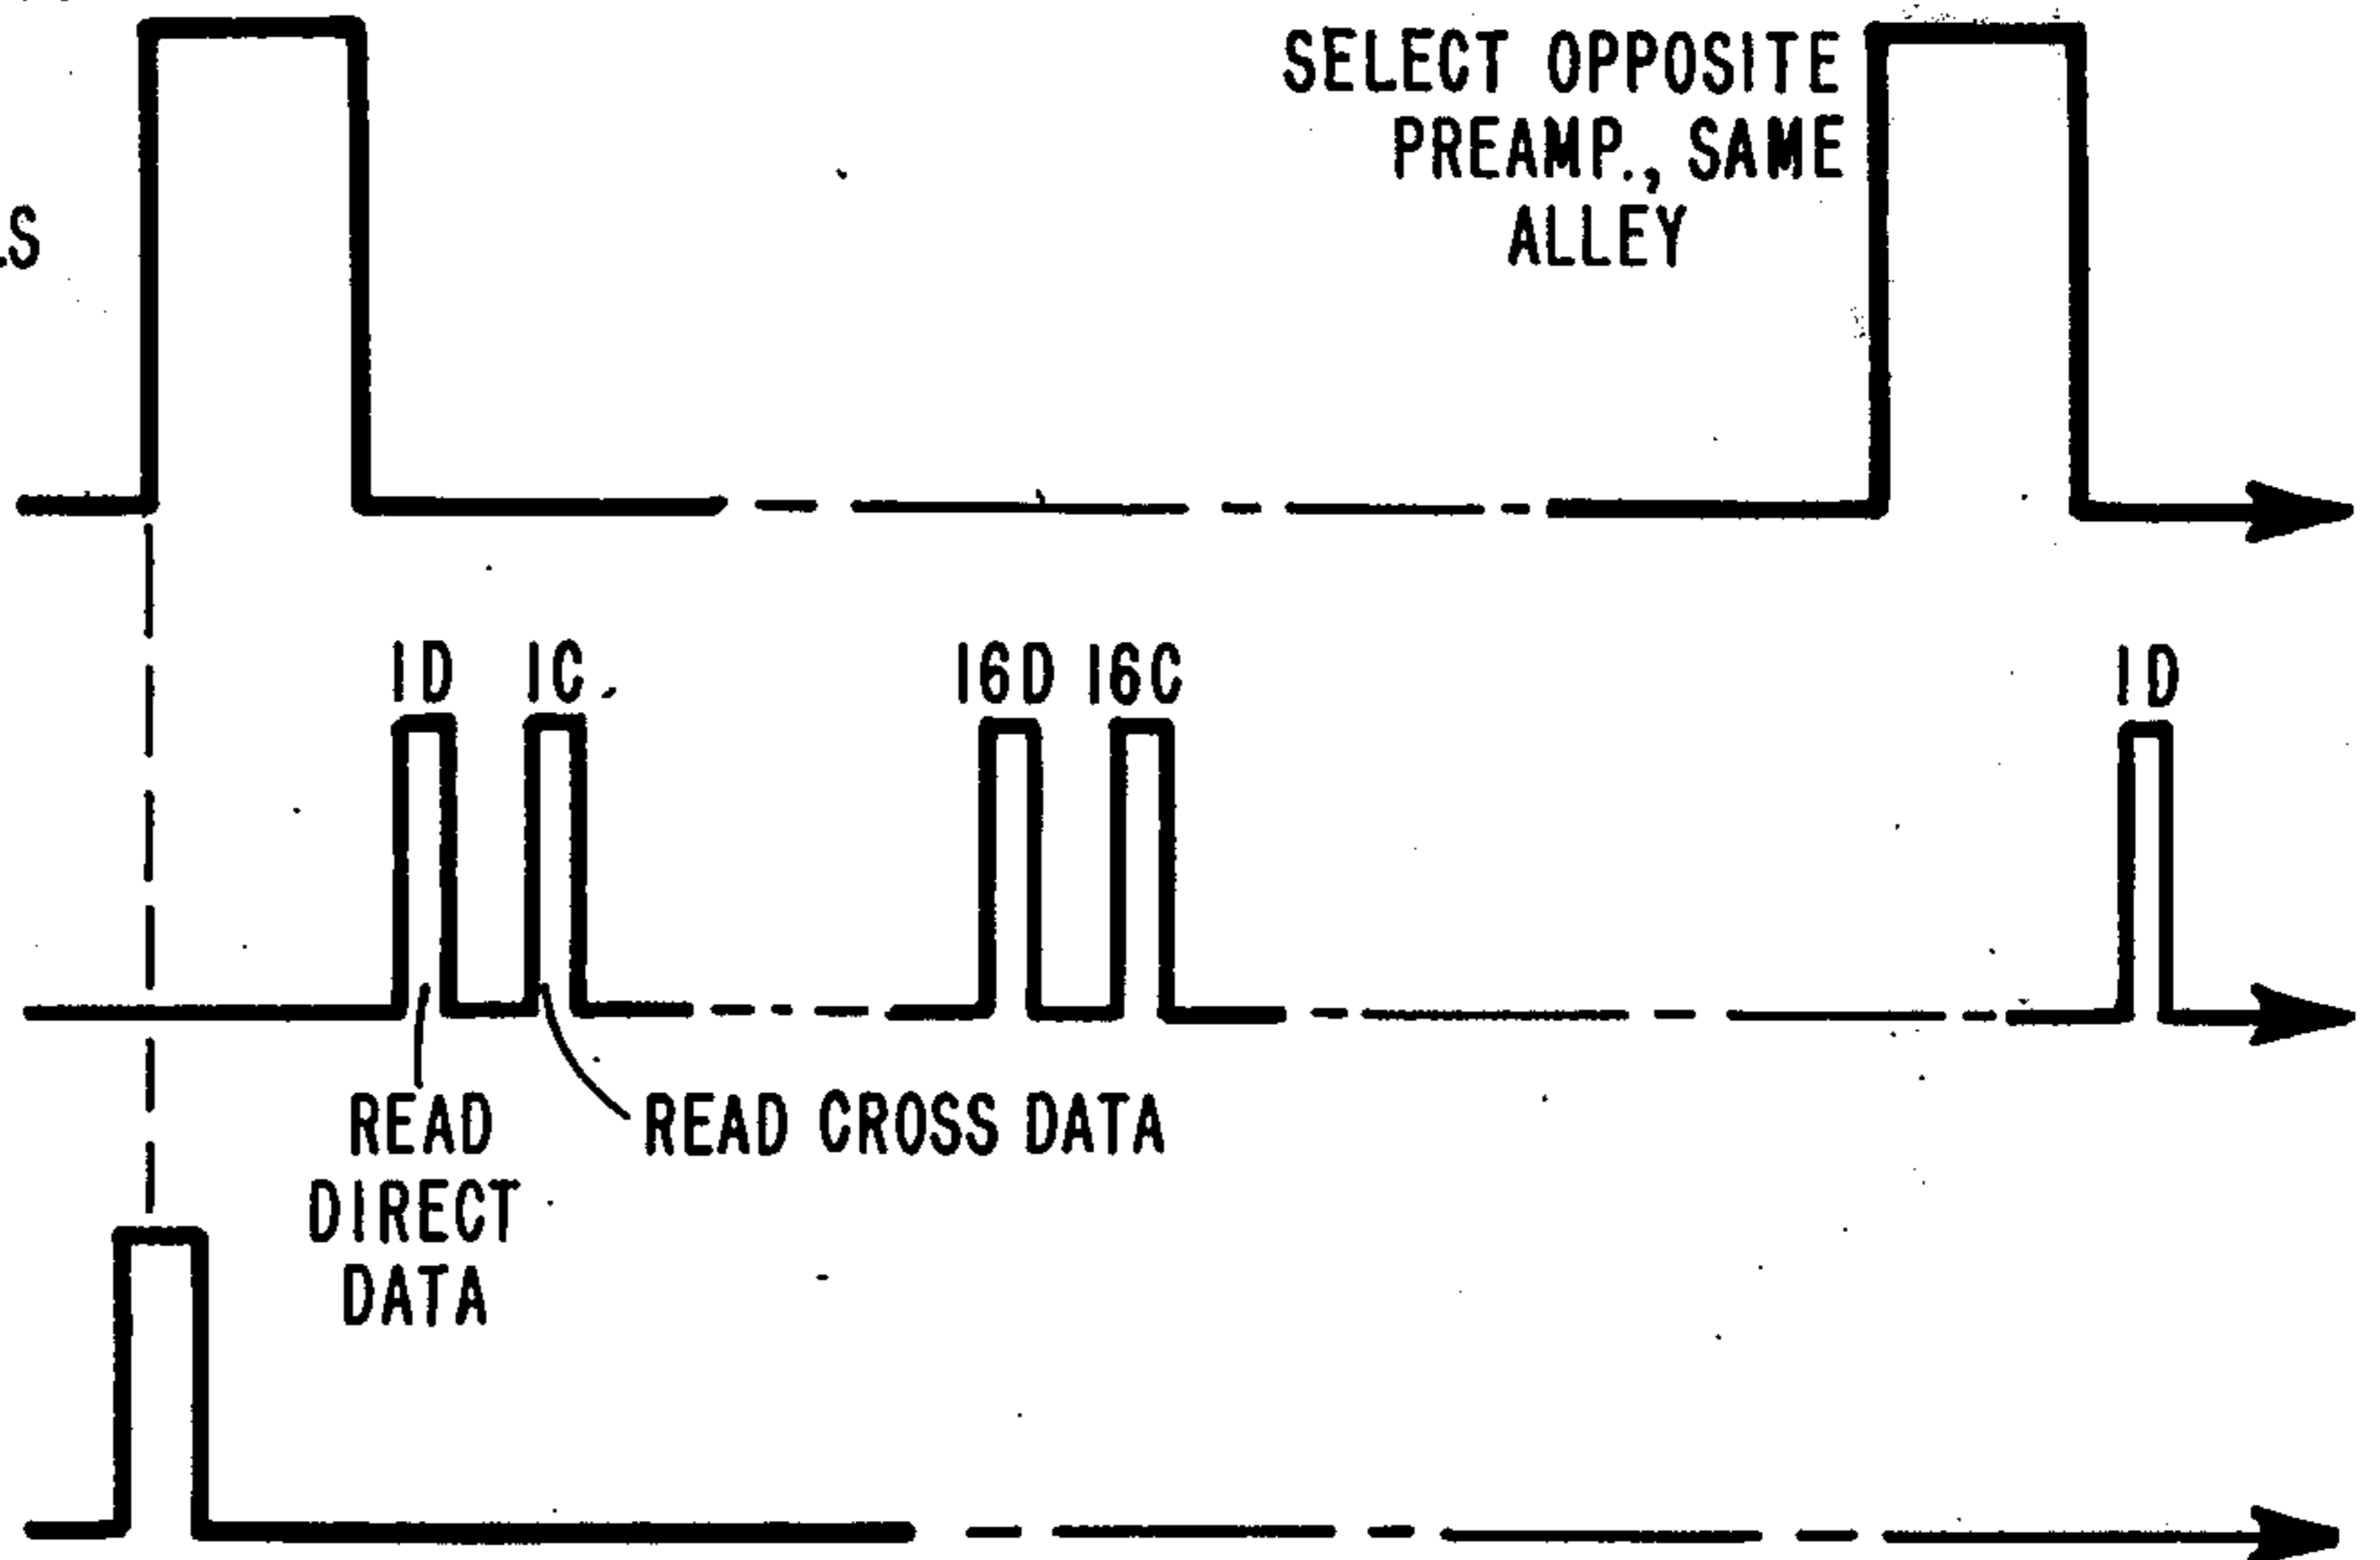 SELECT OPPOSITE
PREAMP., SAME
ALLEY
1D
1C
16D
16C
1D
READ
DIRECT
DATA
READ CROSS DATA